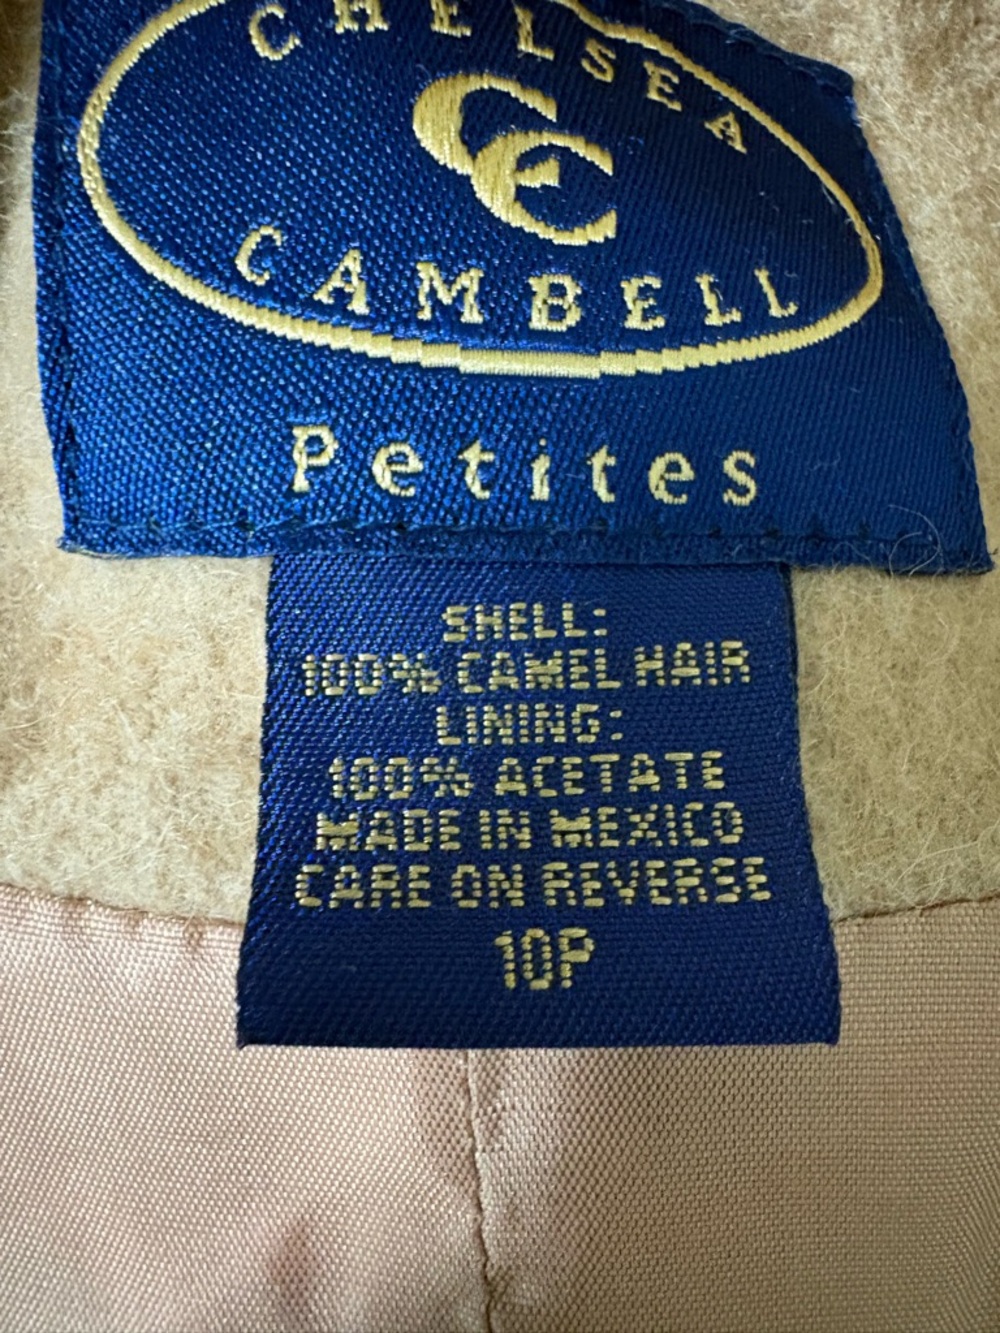 CHELSEA
CC
CAMBELL
Petites
SHELL:
100% CAMEL HAIR
LINING:
100% ACETATE
MADE IN MEXICO
CARE ON REVERSE
10P